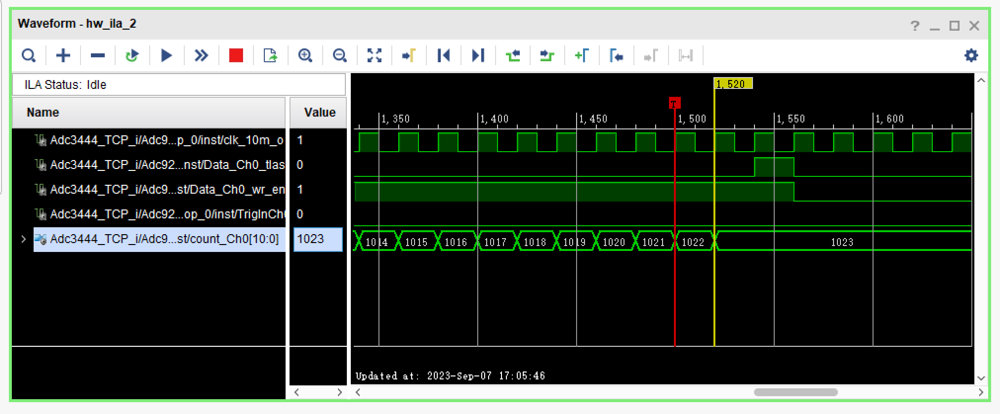 Waveform - hw_ila_2
ILA Status: Idle
Name Value
Adc3444_TCP_i/Adc9...p_0/inst/clk_10m_o 1
Adc3444_TCP_i/Adc92...nst/Data_Ch0_tlas 0
Adc3444_TCP_i/Adc9...st/Data_Ch0_wr_en 1
Adc3444_TCP_i/Adc92...op_0/inst/TrigInCh 0
Adc3444_TCP_i/Adc9...st/count_Ch0[10:0] 1023
1,520
T
1,350 1,400 1,450 1,500 1,550 1,600
1014 1015 1016 1017 1018 1019 1020 1021 1022 1023
Updated at: 2023-Sep-07 17:05:46